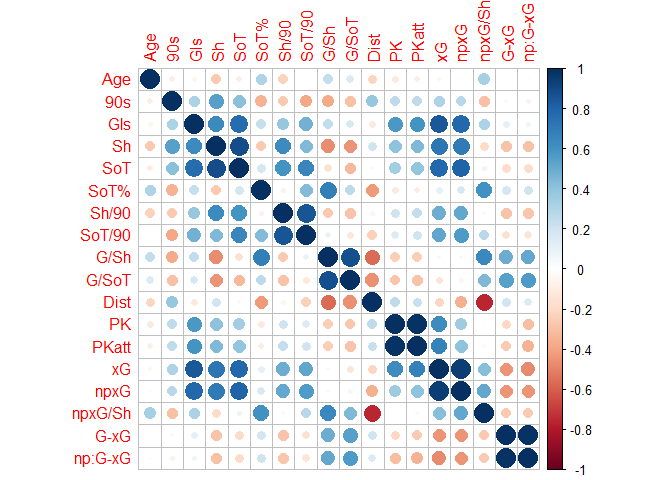 Age 90s Gls Sh SoT SoT% Sh/90 SoT/90 G/Sh G/SoT Dist PK PKatt xG npxG npxG/Sh G-xG np:G-xG
Age
90s
Gls
Sh
SoT
SoT%
Sh/90
SoT/90
G/Sh
G/SoT
Dist
PK
PKatt
xG
npxG
npxG/Sh
G-xG
np:G-xG
1
0.8
0.6
0.4
0.2
0
-0.2
-0.4
-0.6
-0.8
-1